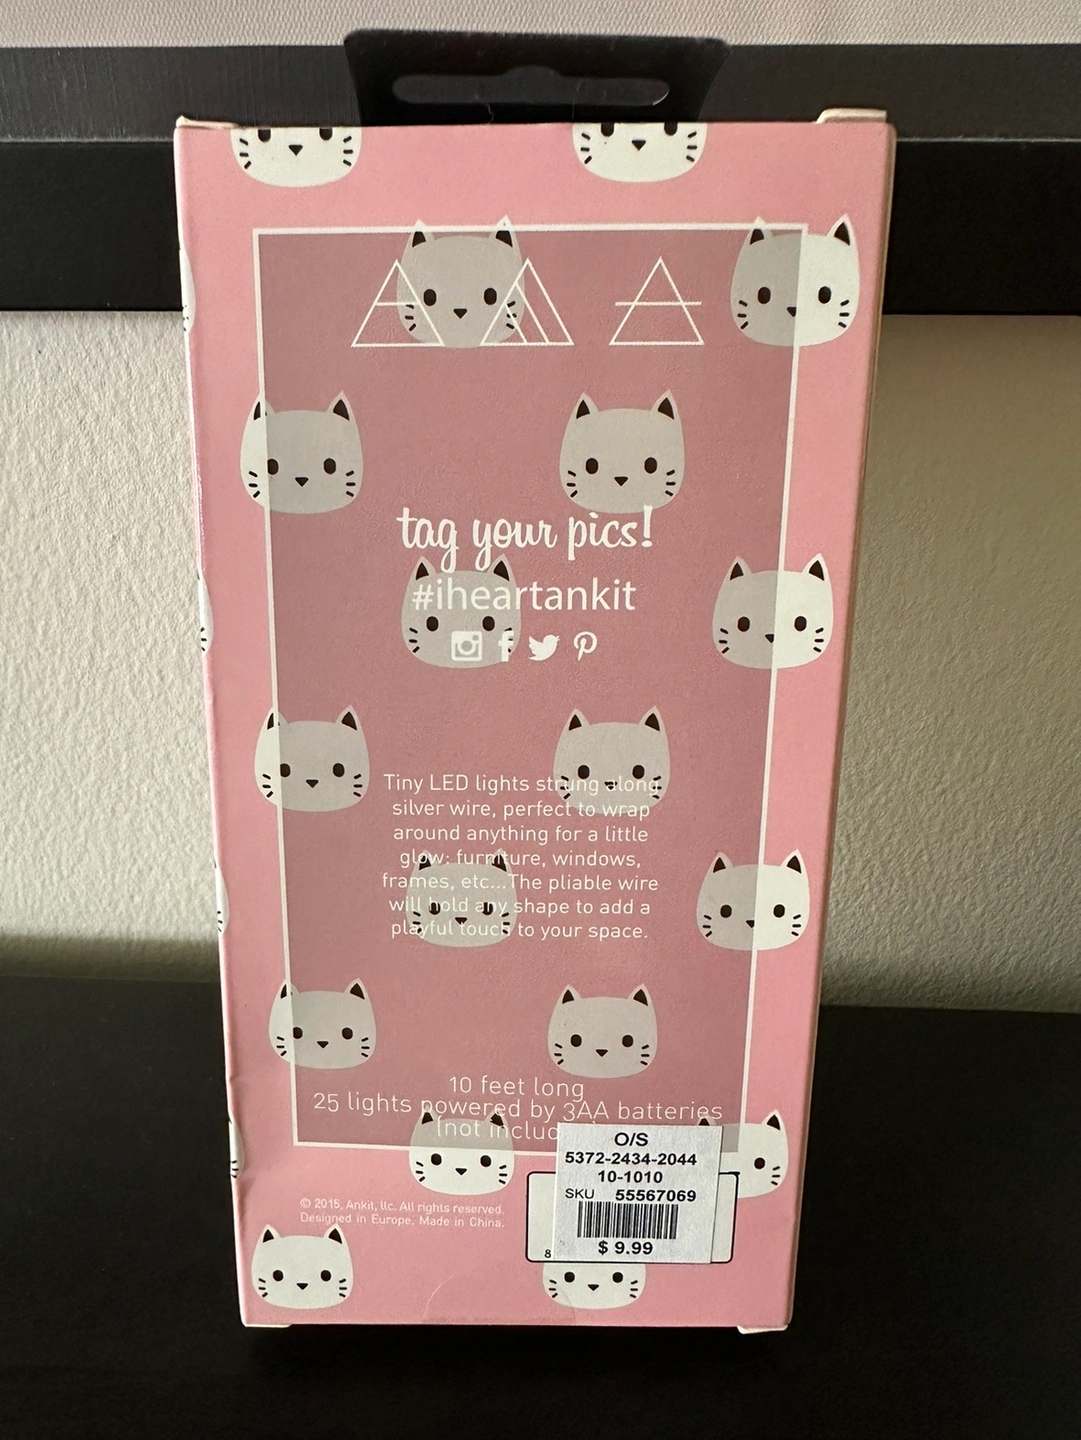 tag your pics!
#iheartankit
Tiny LED lights strung along
silver wire, perfect to wrap
around anything for a little
glow: furniture, windows,
frames, etc...The pliable wire
will hold any shape to add a
playful touch to your space.
10 feet long
25 lights powered by 3AA batteries
(not
O/S
5372-2434-2044
10-1010
SKU 55567069
8
$ 9.99
© 2015, Ankit, llc. All rights reserved.
Designed in Europe. Made in China.